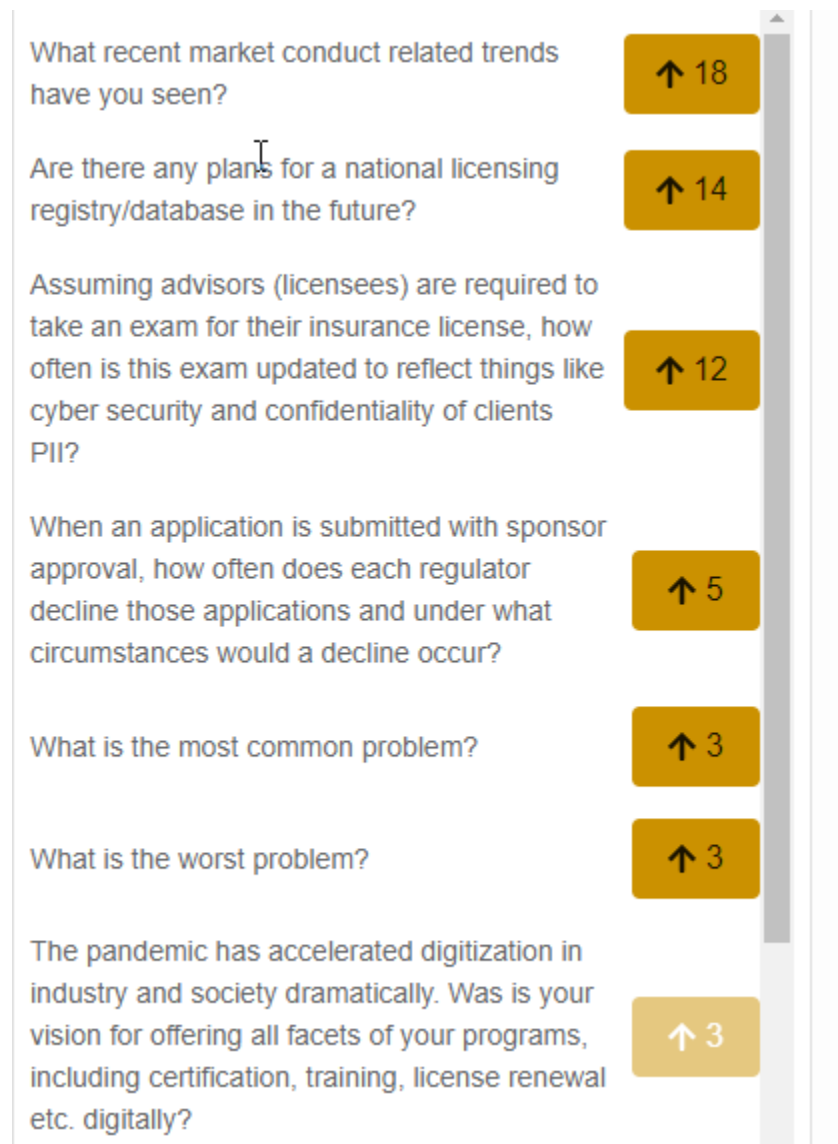 What recent market conduct related trends
have you seen?
↑ 18
Are there any plans for a national licensing
registry/database in the future?
↑ 14
Assuming advisors (licensees) are required to
take an exam for their insurance license, how
often is this exam updated to reflect things like
cyber security and confidentiality of clients
PII?
↑ 12
When an application is submitted with sponsor
approval, how often does each regulator
decline those applications and under what
circumstances would a decline occur?
↑ 5
What is the most common problem?
↑ 3
What is the worst problem?
↑ 3
The pandemic has accelerated digitization in
industry and society dramatically. Was is your
vision for offering all facets of your programs,
including certification, training, license renewal
etc. digitally?
↑ 3